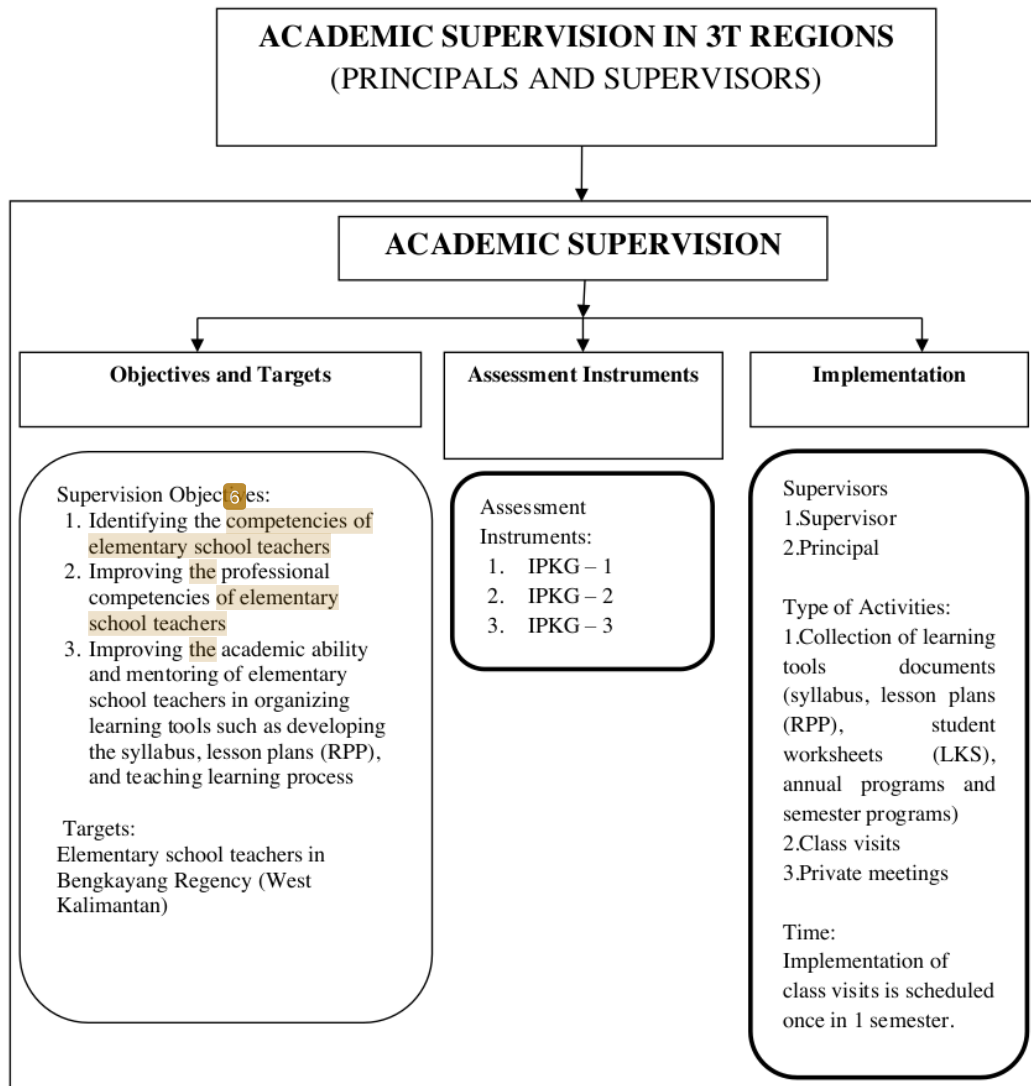 ACADEMIC SUPERVISION IN 3T REGIONS
(PRINCIPALS AND SUPERVISORS)
ACADEMIC SUPERVISION
Objectives and Targets
Assessment Instruments
Implementation
Supervision Objectives:
6
1. Identifying the competencies of
elementary school teachers
2. Improving the professional
competencies of elementary
school teachers
3. Improving the academic ability
and mentoring of elementary
school teachers in organizing
learning tools such as developing
the syllabus, lesson plans (RPP),
and teaching learning process
Targets:
Elementary school teachers in
Bengkayang Regency (West
Kalimantan)
Assessment
Instruments:
1. IPKG – 1
2. IPKG – 2
3. IPKG – 3
Supervisors
1.Supervisor
2.Principal
Type of Activities:
1.Collection of learning
tools documents
(syllabus, lesson plans
(RPP), student
worksheets (LKS),
annual programs and
semester programs)
2.Class visits
3.Private meetings
Time:
Implementation of
class visits is scheduled
once in 1 semester.